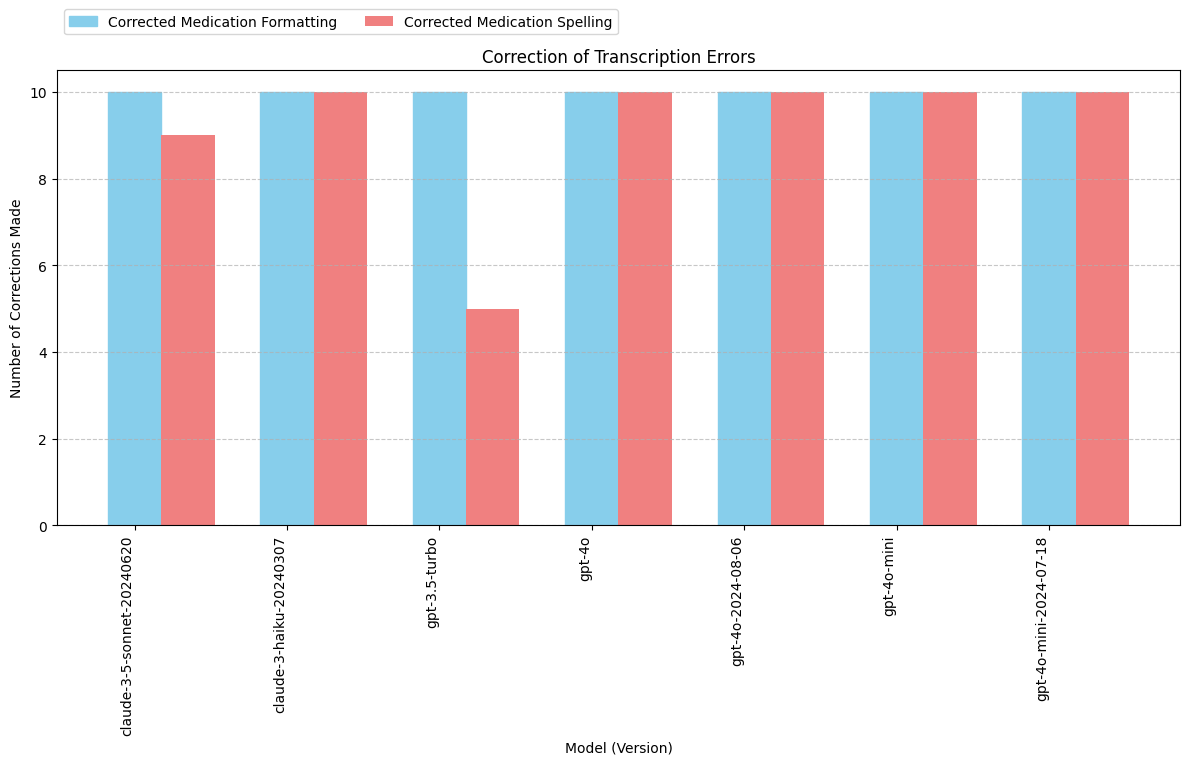 Corrected Medication Formatting
Corrected Medication Spelling
Correction of Transcription Errors
Number of Corrections Made
10
8
6
4
2
0
claude-3-5-sonnet-20240620
claude-3-haiku-20240307
gpt-3.5-turbo
gpt-4o
gpt-4o-2024-08-06
gpt-4o-mini
gpt-4o-mini-2024-07-18
Model (Version)